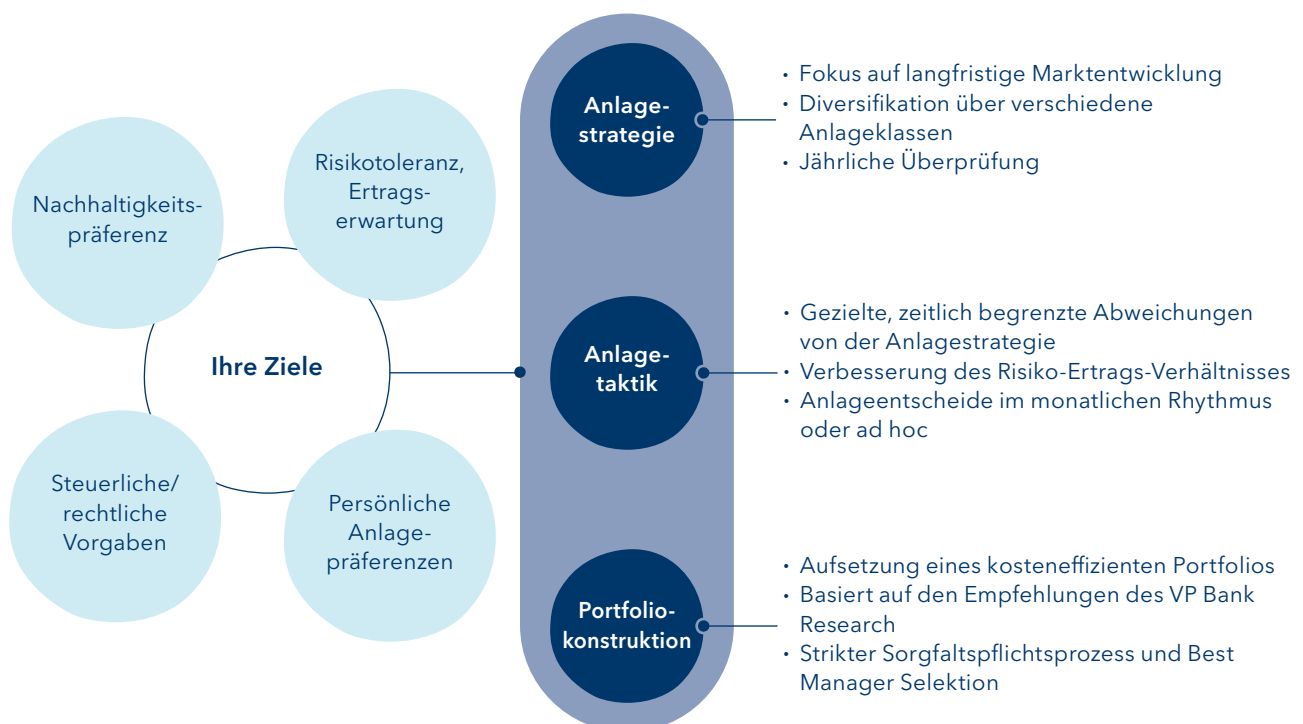 Nachhaltigkeits-
präferenz
Risikotoleranz,
Ertrags-
erwartung
Ihre Ziele
Steuerliche/
rechtliche
Vorgaben
Persönliche
Anlage-
präferenzen
Anlage-
strategie
• Fokus auf langfristige Marktentwicklung
• Diversifikation über verschiedene
Anlageklassen
• Jährliche Überprüfung
Anlage-
taktik
• Gezielte, zeitlich begrenzte Abweichungen
von der Anlagestrategie
• Verbesserung des Risiko-Ertrags-Verhältnisses
• Anlageentscheide im monatlichen Rhythmus
oder ad hoc
Portfolio-
konstruktion
• Aufsetzung eines kosteneffizienten Portfolios
• Basiert auf den Empfehlungen des VP Bank
Research
• Strikter Sorgfaltspflichtsprozess und Best
Manager Selektion